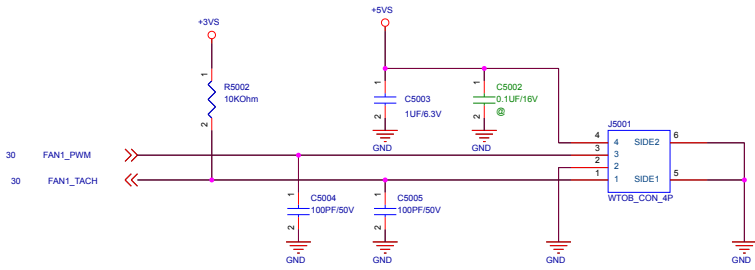 +3VS
+5VS
1
R5002
10KOhm
2
1
C5003
1UF/6.3V
2
GND
1
C5002
0.1UF/16V
@
2
GND
J5001
4 4 SIDE2 6
3 3
2 2
1 1 SIDE1 5
WTOB_CON_4P
30 FAN1_PWM
30 FAN1_TACH
1
C5004
100PF/50V
2
GND
1
C5005
100PF/50V
2
GND
GND
GND